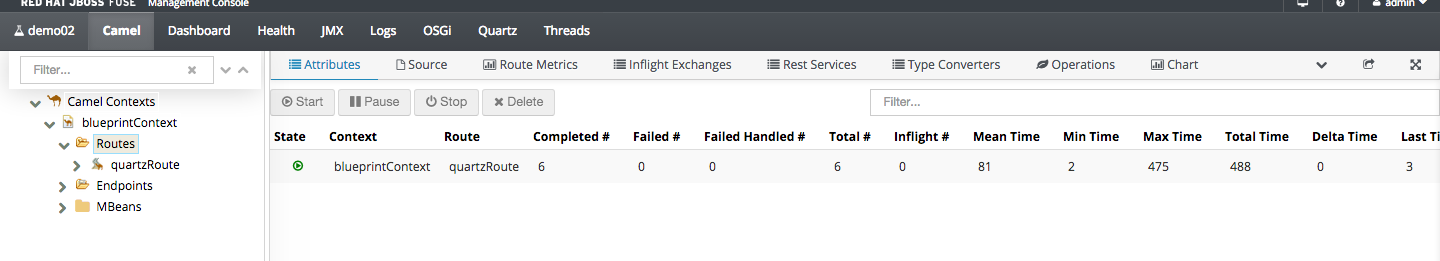 RED HAT JBOSS FUSE Management Console
admin
demo02 Camel Dashboard Health JMX Logs OSGi Quartz Threads
Filter...
Attributes Source Route Metrics Inflight Exchanges Rest Services Type Converters Operations Chart
Camel Contexts
blueprintContext
Routes
quartzRoute
Endpoints
MBeans
Start Pause Stop Delete Filter...
State Context Route Completed # Failed # Failed Handled # Total # Inflight # Mean Time Min Time Max Time Total Time Delta Time Last Ti
blueprintContext quartzRoute 6 0 0 6 0 81 2 475 488 0 3